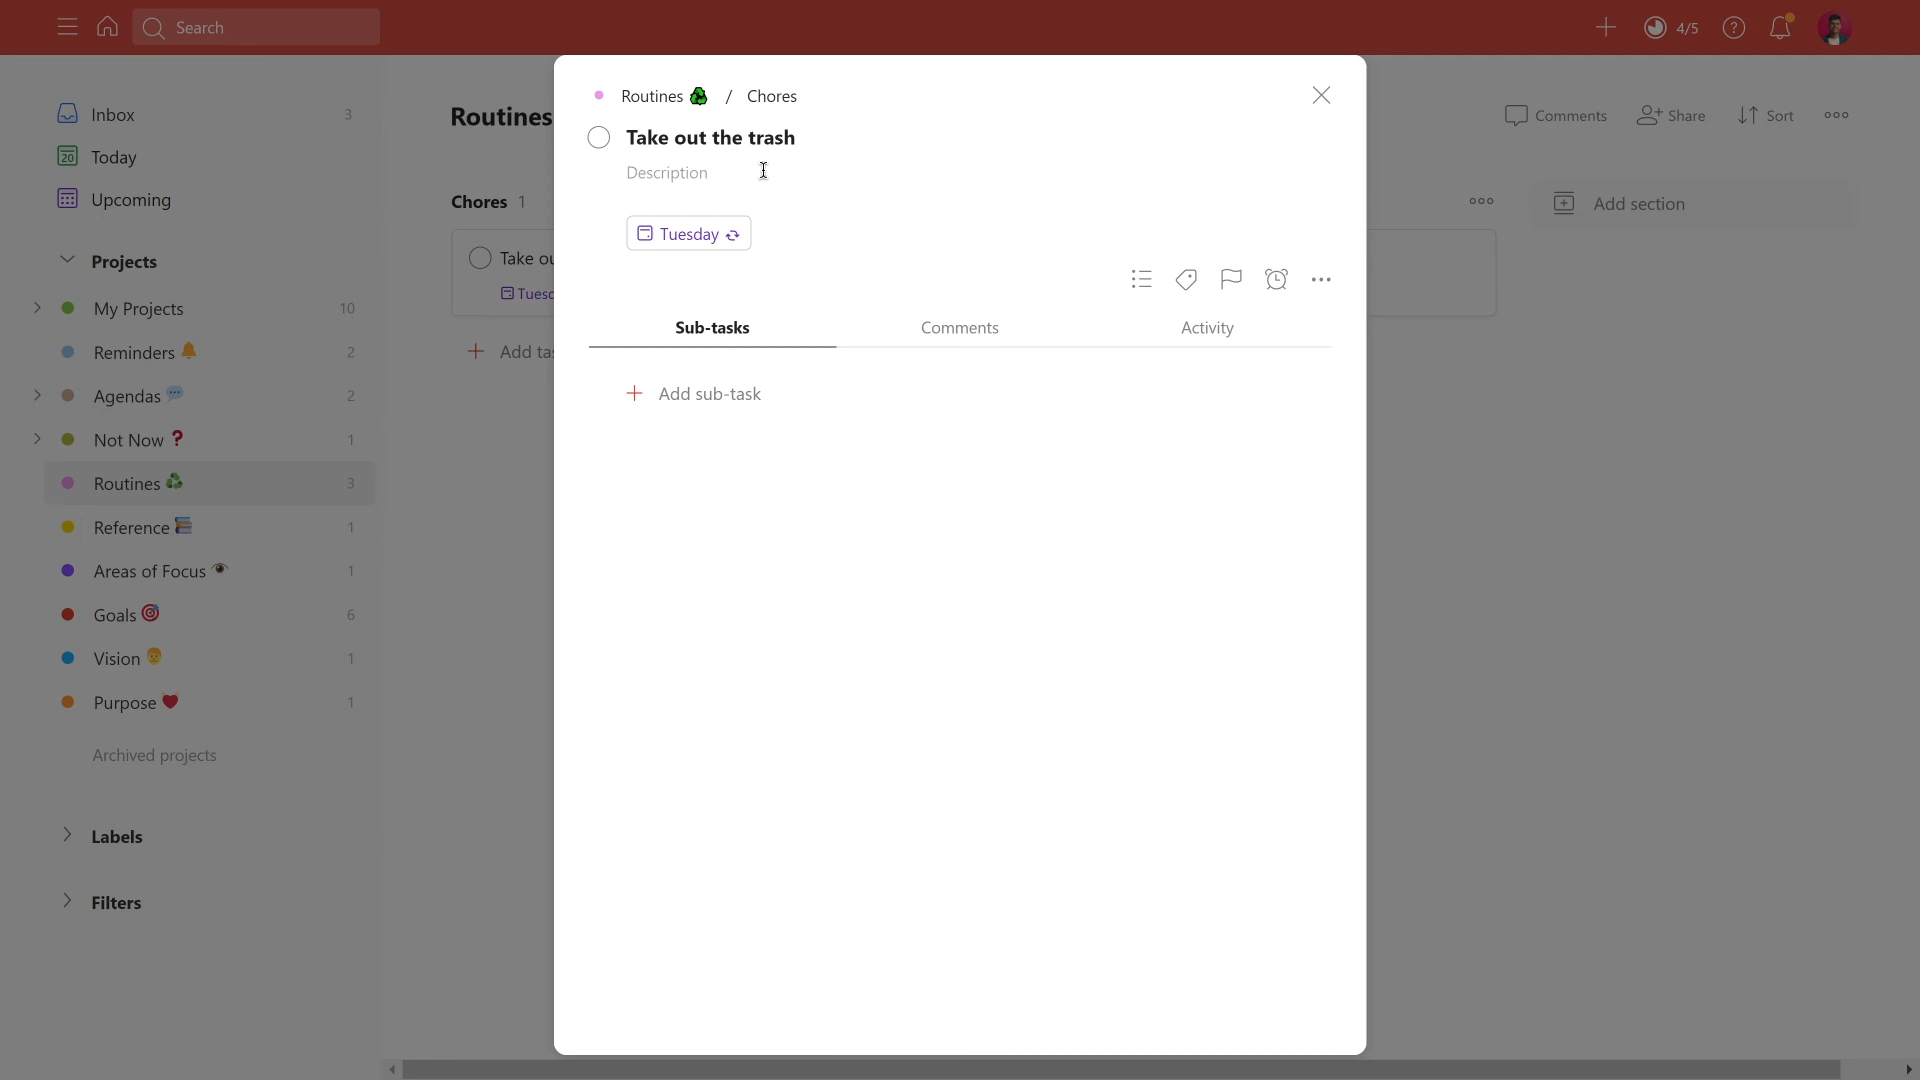 Search
4/5
Inbox 3
20 Today
Upcoming
Projects
My Projects 10
Reminders 2
Agendas 2
Not Now 1
Routines 3
Reference 1
Areas of Focus 1
Goals 6
Vision 1
Purpose 1
Archived projects
Labels
Filters
Routines
Comments Share Sort
Chores 1
Add section
Take ou
Tuesd
Add tas
Routines / Chores
Take out the trash
Description
Tuesday
Sub-tasks Comments Activity
Add sub-task